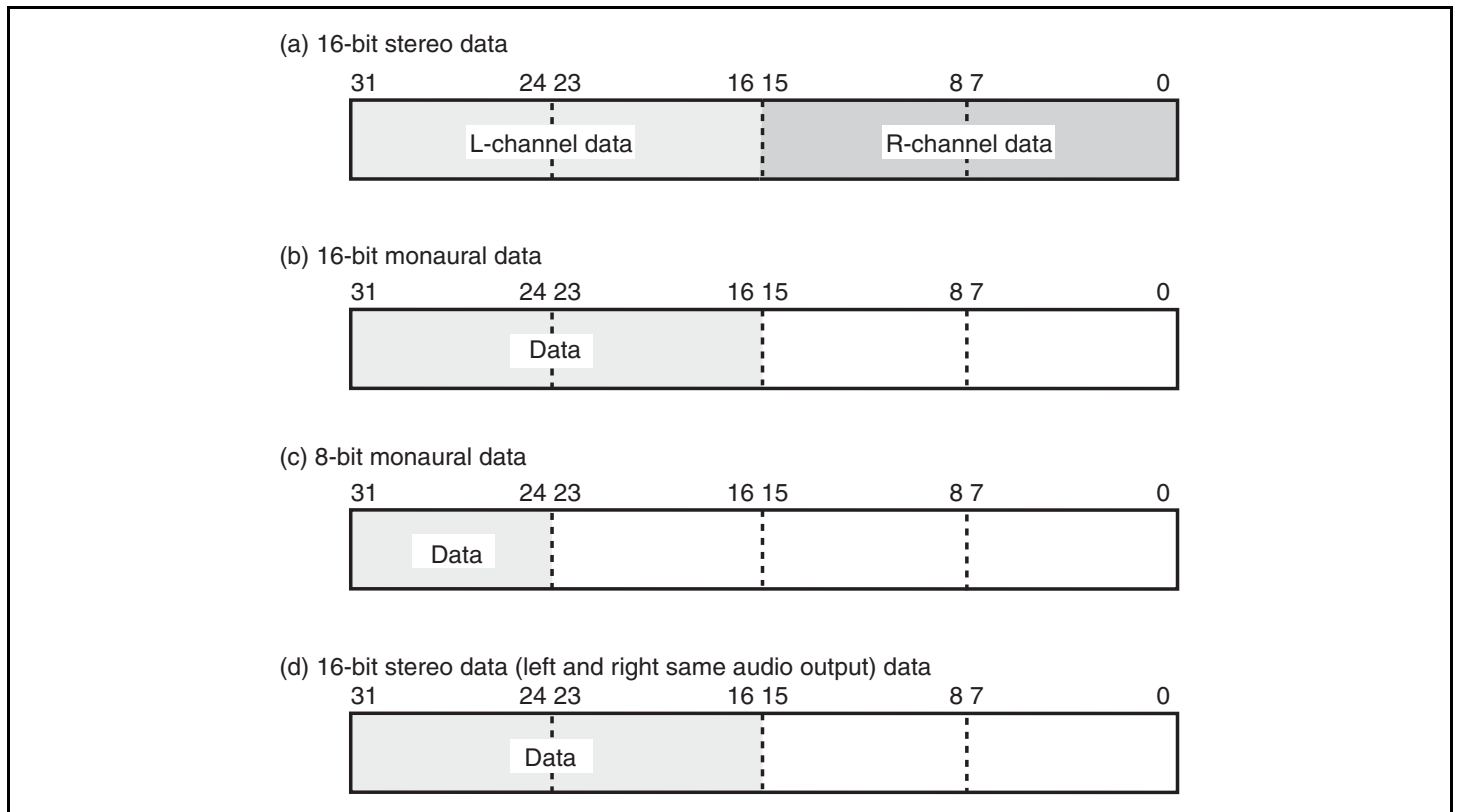 (a) 16-bit stereo data
31 24 23 16 15 8 7 0
L-channel data R-channel data
(b) 16-bit monaural data
31 24 23 16 15 8 7 0
Data
(c) 8-bit monaural data
31 24 23 16 15 8 7 0
Data
(d) 16-bit stereo data (left and right same audio output) data
31 24 23 16 15 8 7 0
Data